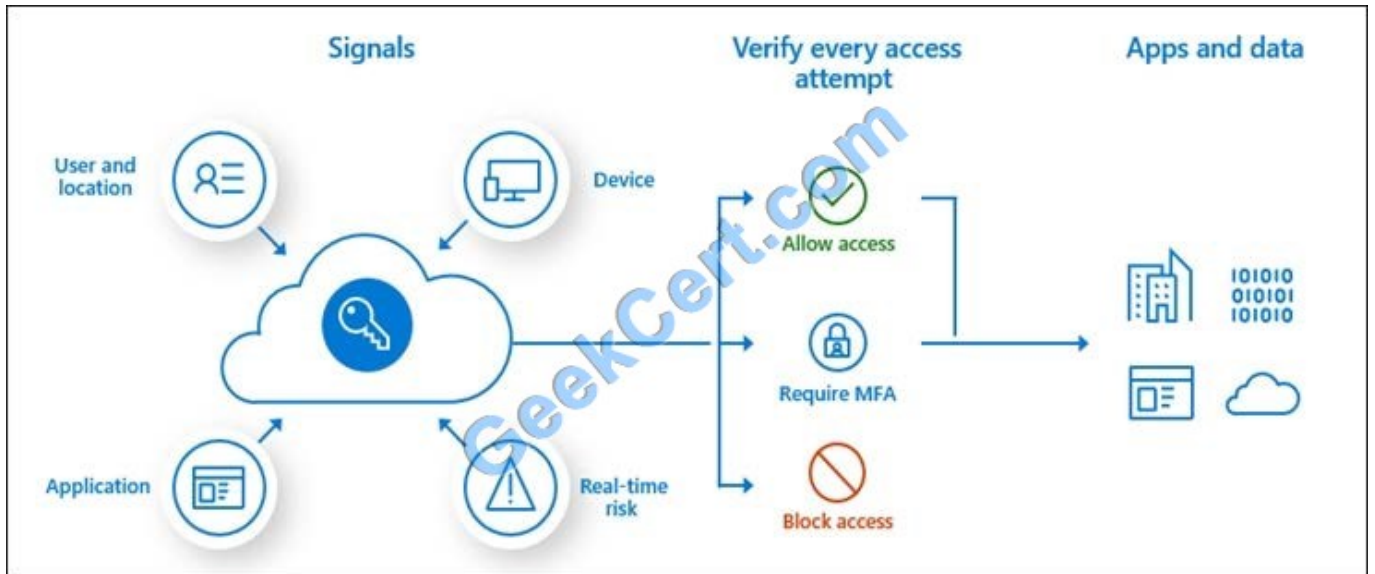 Signals
Verify every access
attempt
Apps and data
User and
location
Device
Allow access
101010
010101
101010
Require MFA
Application
Real-time
risk
Block access
GeekCert.com